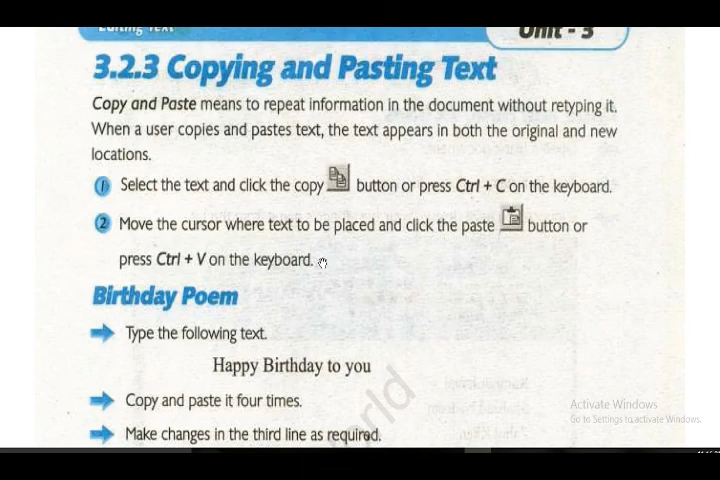 Editing Text
Unit - 3
3.2.3 Copying and Pasting Text
Copy and Paste means to repeat information in the document without retyping it.
When a user copies and pastes text, the text appears in both the original and new
locations.
1 Select the text and click the copy button or press Ctrl + C on the keyboard.
2 Move the cursor where text to be placed and click the paste button or
press Ctrl + V on the keyboard.
Birthday Poem
Type the following text.
Happy Birthday to you
Copy and paste it four times.
Make changes in the third line as required.
Activate Windows
Go to Settings to activate Windows.